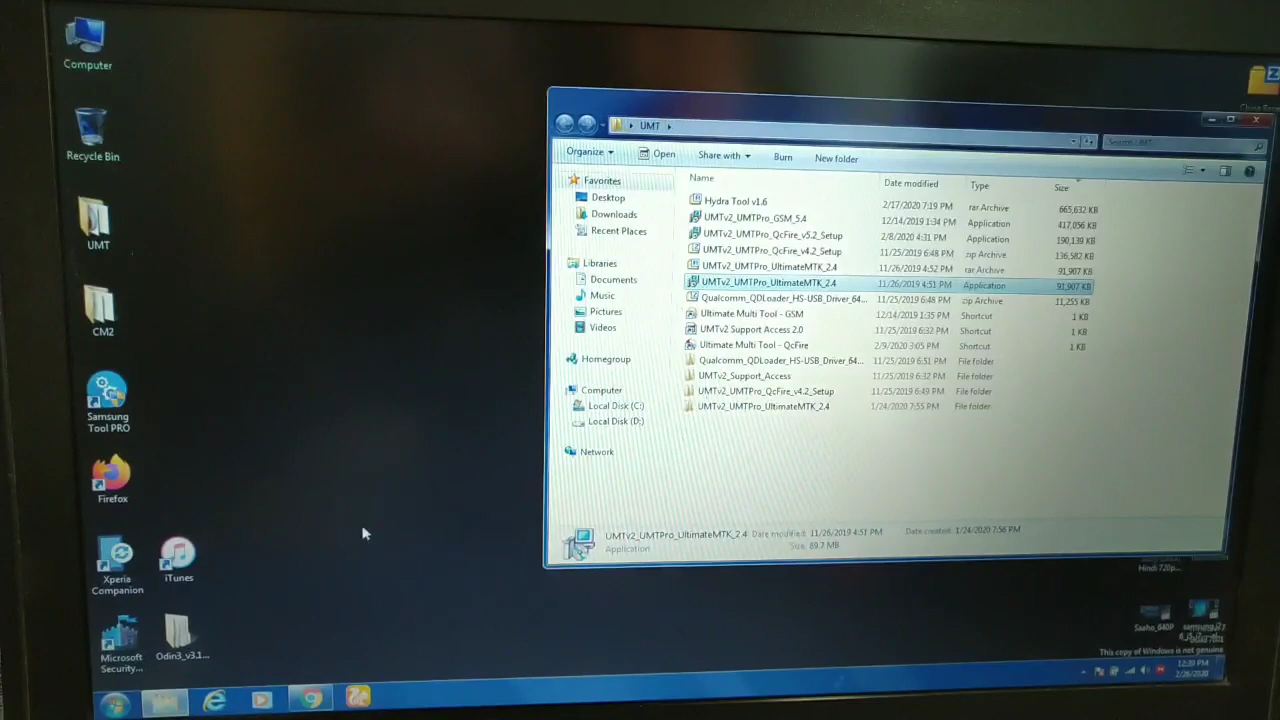 Computer
Recycle Bin
UMT
CM2
Samsung
Tool PRO
Firefox
Xperia
Companion
iTunes
Microsoft
Security...
Odin3_v3.1...
UMT
Search UMT
Organize
Open
Share with
Burn
New folder
Favorites
Desktop
Downloads
Recent Places
Libraries
Documents
Music
Pictures
Videos
Homegroup
Computer
Local Disk (C:)
Local Disk (D:)
Network
Name Date modified Type Size
Hydra Tool v1.6 2/17/2020 7:19 PM rar Archive 665,632 KB
UMTv2_UMTPro_GSM_5.4 12/14/2019 1:34 PM Application 417,056 KB
UMTv2_UMTPro_QcFire_v5.2_Setup 2/8/2020 4:31 PM Application 190,139 KB
UMTv2_UMTPro_QcFire_v4.2_Setup 11/25/2019 6:48 PM zip Archive 136,582 KB
UMTv2_UMTPro_UltimateMTK_2.4 11/26/2019 4:52 PM rar Archive 91,907 KB
UMTv2_UMTPro_UltimateMTK_2.4 11/26/2019 4:51 PM Application 91,907 KB
Qualcomm_QDLoader_HS-USB_Driver_64... 11/25/2019 6:48 PM zip Archive 11,255 KB
Ultimate Multi Tool - GSM 12/14/2019 1:35 PM Shortcut 1 KB
UMTv2 Support Access 2.0 11/25/2019 6:32 PM Shortcut 1 KB
Ultimate Multi Tool - QcFire 2/9/2020 3:05 PM Shortcut 1 KB
Qualcomm_QDLoader_HS-USB_Driver_64... 11/25/2019 6:51 PM File folder
UMTv2_Support_Access 11/25/2019 6:32 PM File folder
UMTv2_UMTPro_QcFire_v4.2_Setup 11/25/2019 6:49 PM File folder
UMTv2_UMTPro_UltimateMTK_2.4 1/24/2020 7:55 PM File folder
UMTv2_UMTPro_UltimateMTK_2.4 Date modified: 11/26/2019 4:51 PM Date created: 1/24/2020 7:56 PM
Application Size: 89.7 MB
Hindi 720p...
Saaho_640P
This copy of Windows is not genuine
12:39 PM
2/26/2020